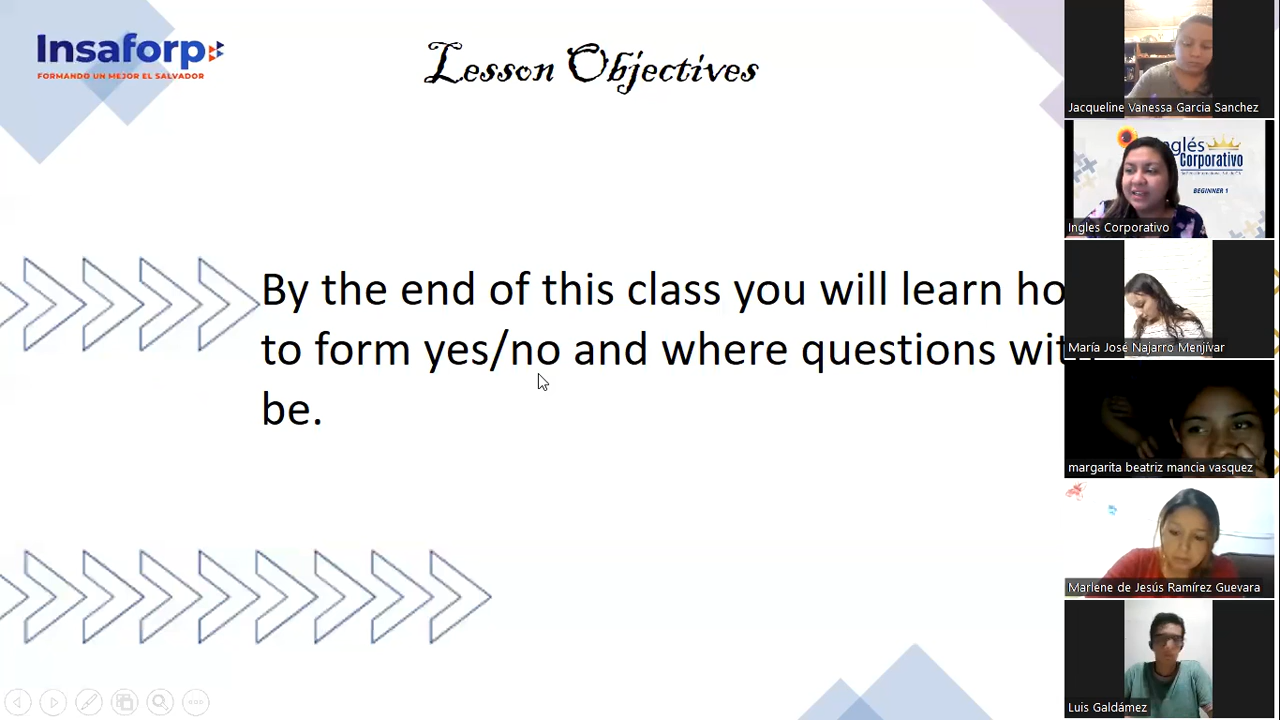 Insaforp
FORMANDO UN MEJOR EL SALVADOR
Lesson Objectives
By the end of this class you will learn ho
to form yes/no and where questions wit
be.
Jacqueline Vanessa Garcia Sanchez
Inglés
Corporativo
BEGINNER 1
Ingles Corporativo
María José Najarro Menjívar
margarita beatriz mancia vasquez
Marlene de Jesús Ramírez Guevara
Luis Galdámez